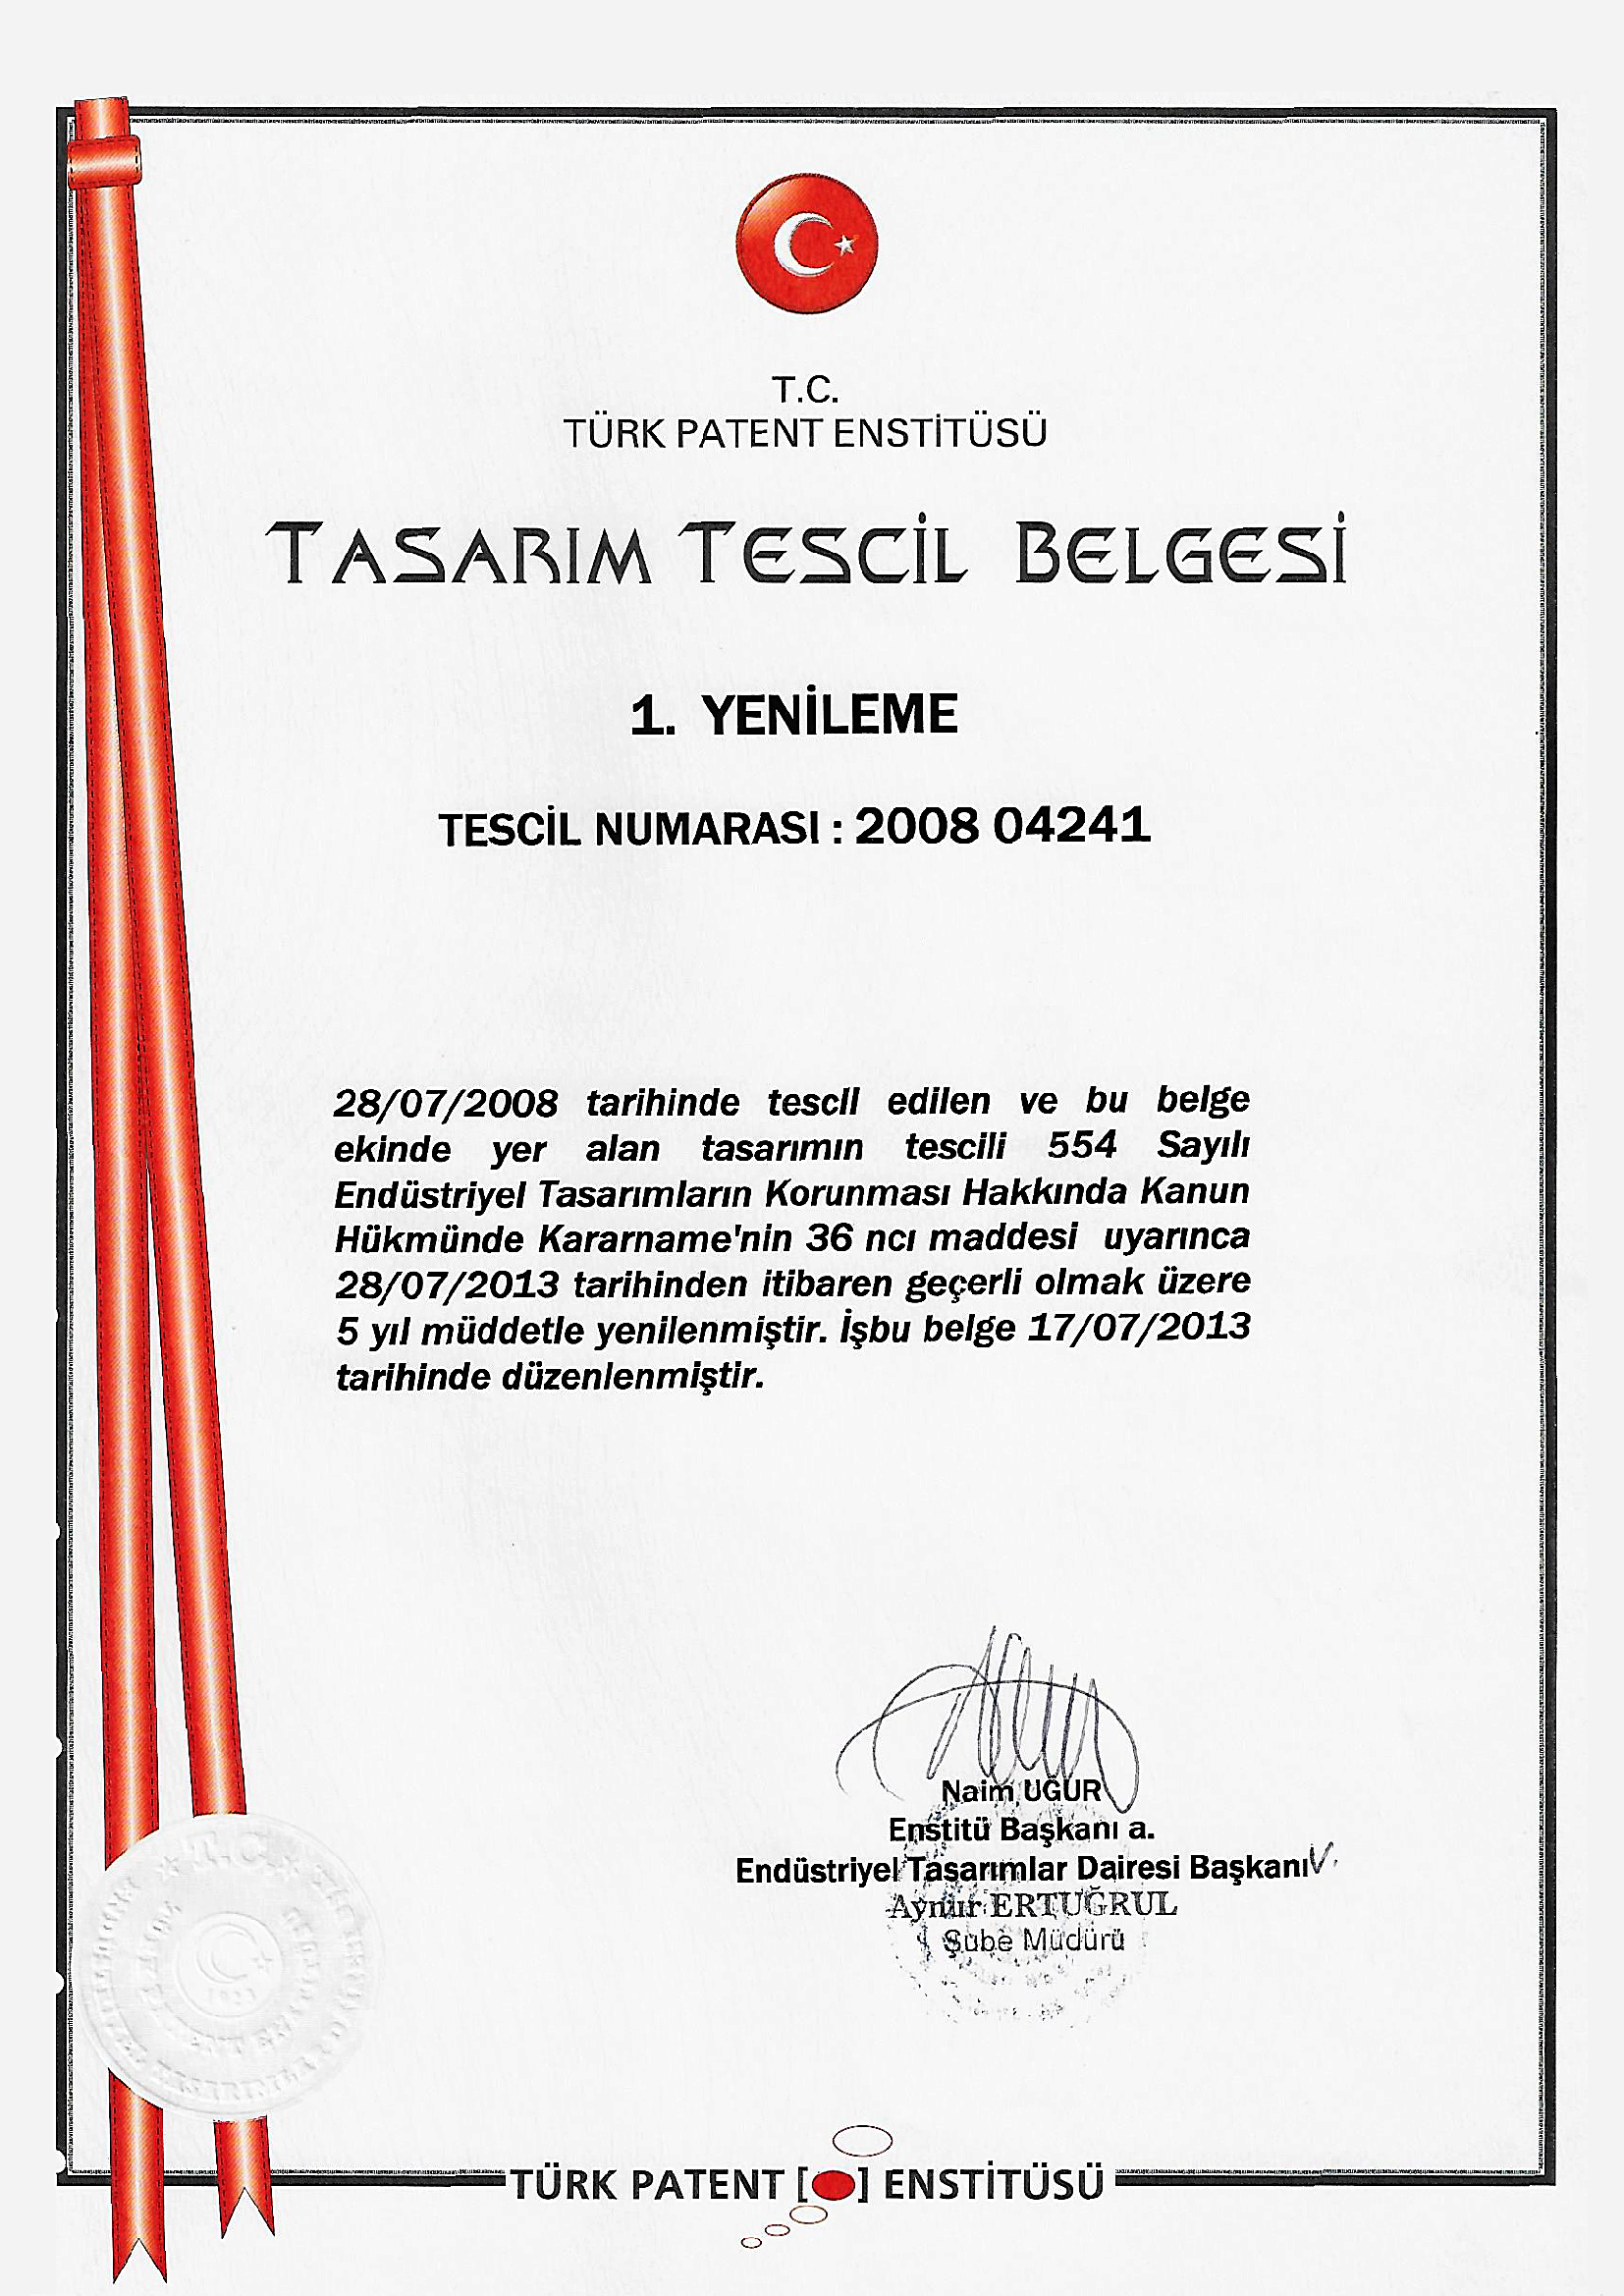 T.C.
TÜRK PATENT ENSTİTÜSÜ
TASARIM TESCİL BELGESİ
1. YENİLEME
TESCİL NUMARASI : 2008 04241
28/07/2008 tarihinde tescil edilen ve bu belge
ekinde yer alan tasarımın tescili 554 Sayılı
Endüstriyel Tasarımların Korunması Hakkında Kanun
Hükmünde Kararname'nin 36 ncı maddesi uyarınca
28/07/2013 tarihinden itibaren geçerli olmak üzere
5 yıl müddetle yenilenmiştir. İşbu belge 17/07/2013
tarihinde düzenlenmiştir.
Naim UĞUR
Enstitü Başkanı a.
Endüstriyel Tasarımlar Dairesi Başkanı V.
Aynur ERTUĞRUL
Şube Müdürü
T.C.
TÜRK PATENT [ ] ENSTİTÜSÜ